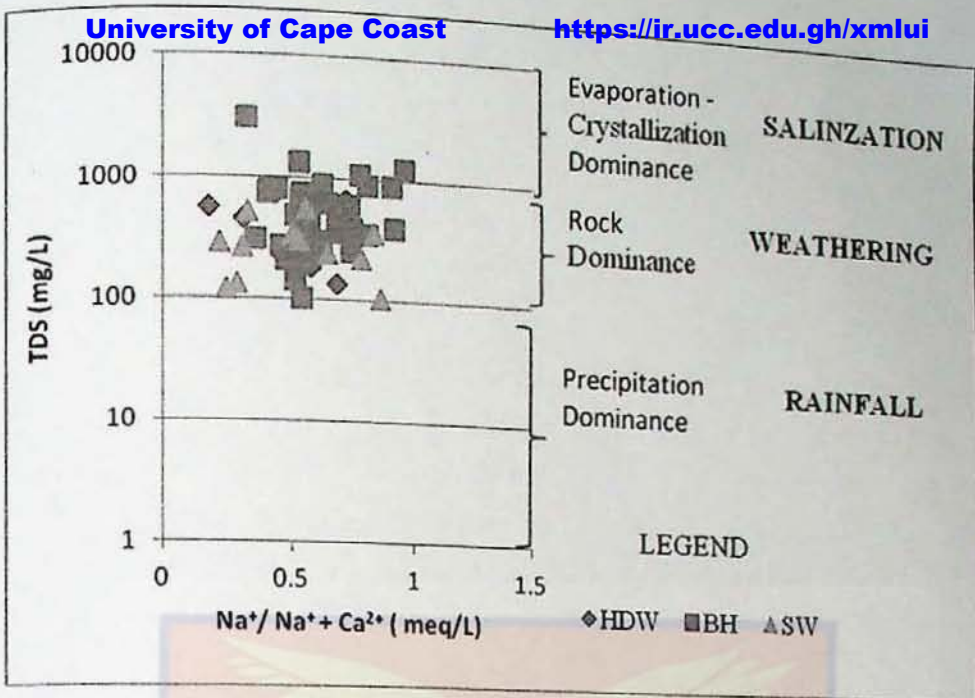 University of Cape Coast https://ir.ucc.edu.gh/xmlui
10000
1000
100
10
1
TDS (mg/L)
0 0.5 1 1.5
Na⁺/ Na⁺ + Ca²⁺ ( meq/L)
Evaporation -
Crystallization
Dominance
SALINZATION
Rock
Dominance
WEATHERING
Precipitation
Dominance
RAINFALL
LEGEND
HDW BH SW